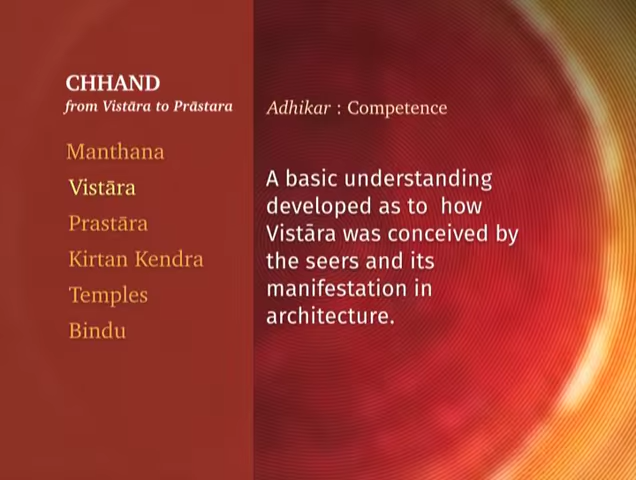 CHHAND
from Vistāra to Prāstara
Manthana
Vistāra
Prastāra
Kirtan Kendra
Temples
Bindu
Adhikar : Competence
A basic understanding
developed as to how
Vistāra was conceived by
the seers and its
manifestation in
architecture.